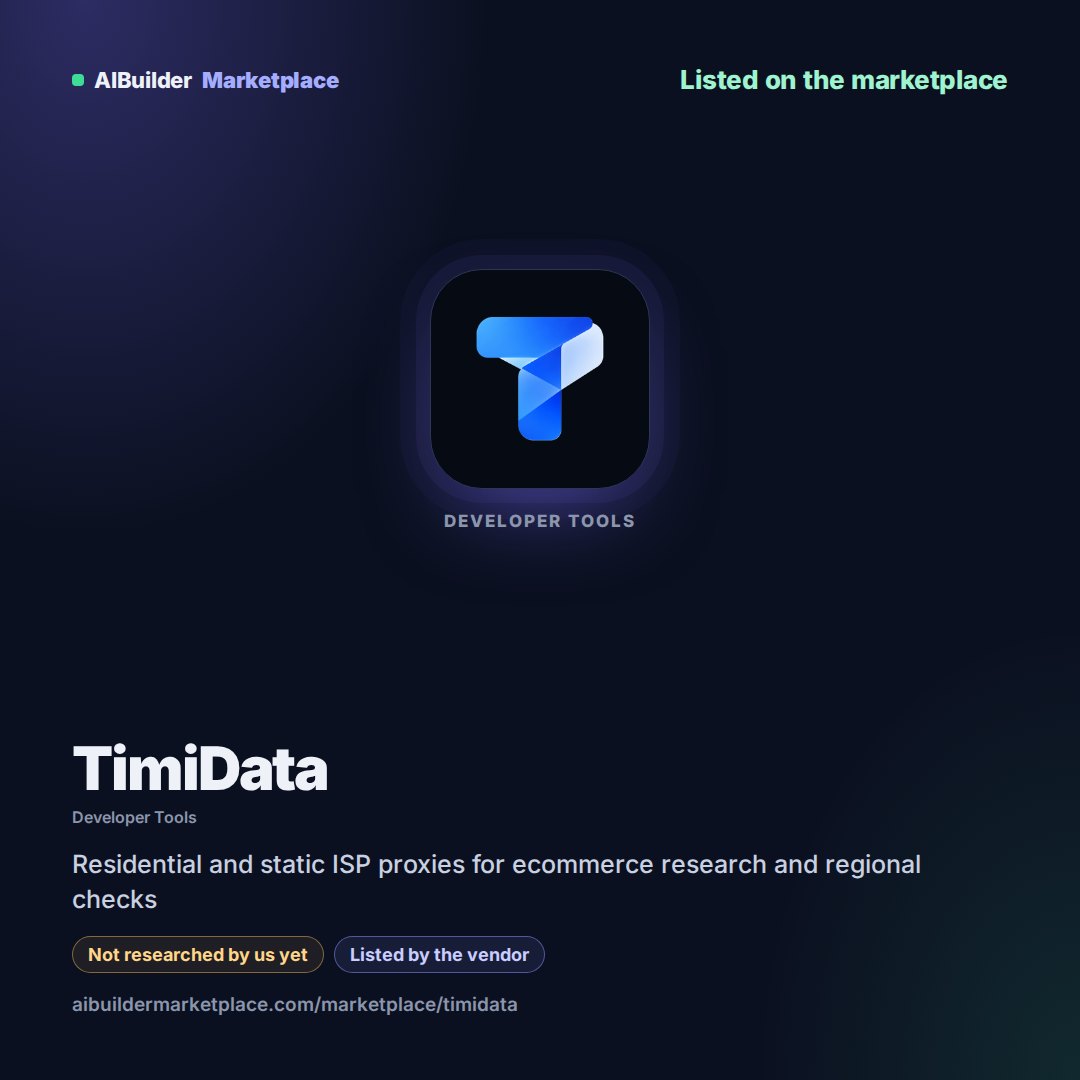 AIBuilder Marketplace
Listed on the marketplace
DEVELOPER TOOLS
TimiData
Developer Tools
Residential and static ISP proxies for ecommerce research and regional
checks
Not researched by us yet
Listed by the vendor
aibuildermarketplace.com/marketplace/timidata